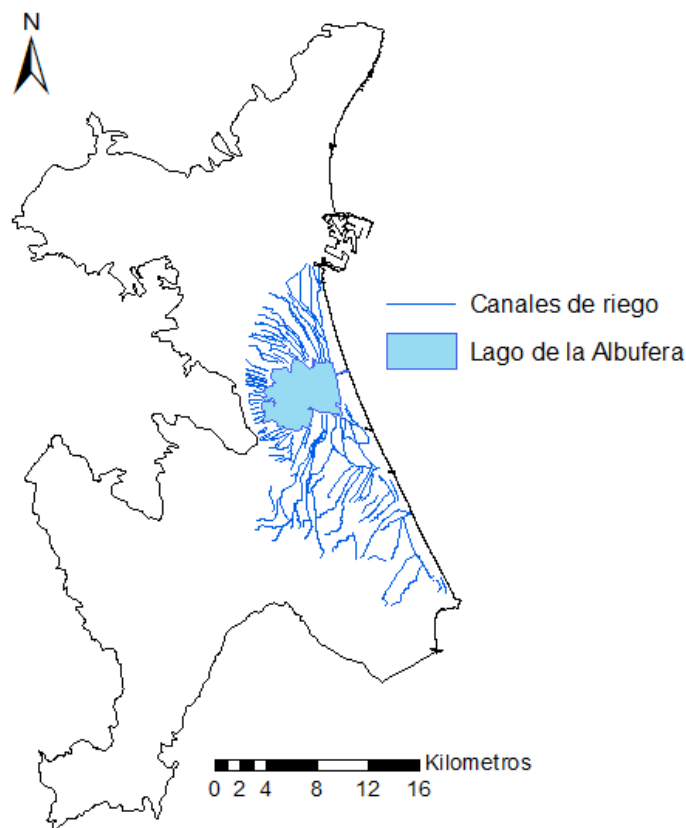 N
Canales de riego
Lago de la Albufera
Kilometros
0 2 4 8 12 16